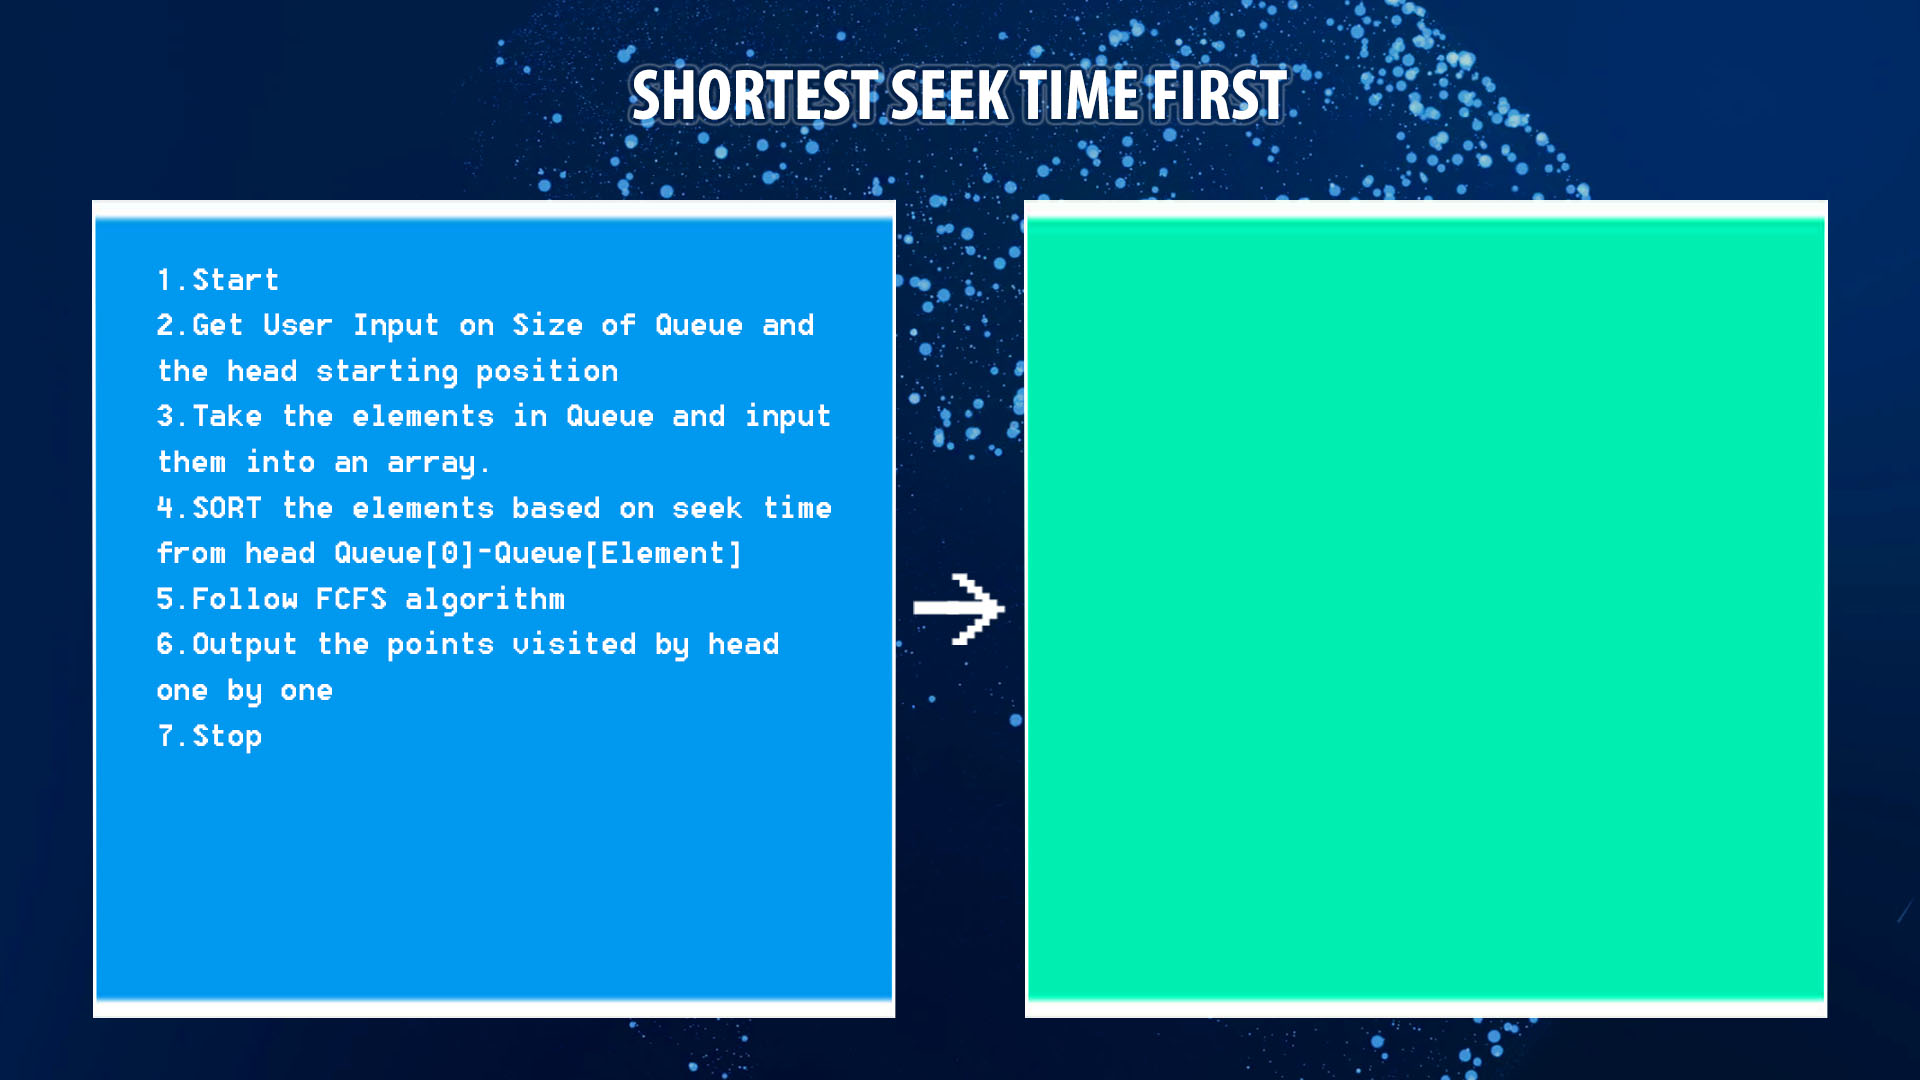 SHORTEST SEEK TIME FIRST
1.Start
2.Get User Input on Size of Queue and
the head starting position
3.Take the elements in Queue and input
them into an array.
4.SORT the elements based on seek time
from head Queue[0]-Queue[Element]
5.Follow FCFS algorithm
6.Output the points visited by head
one by one
7.Stop